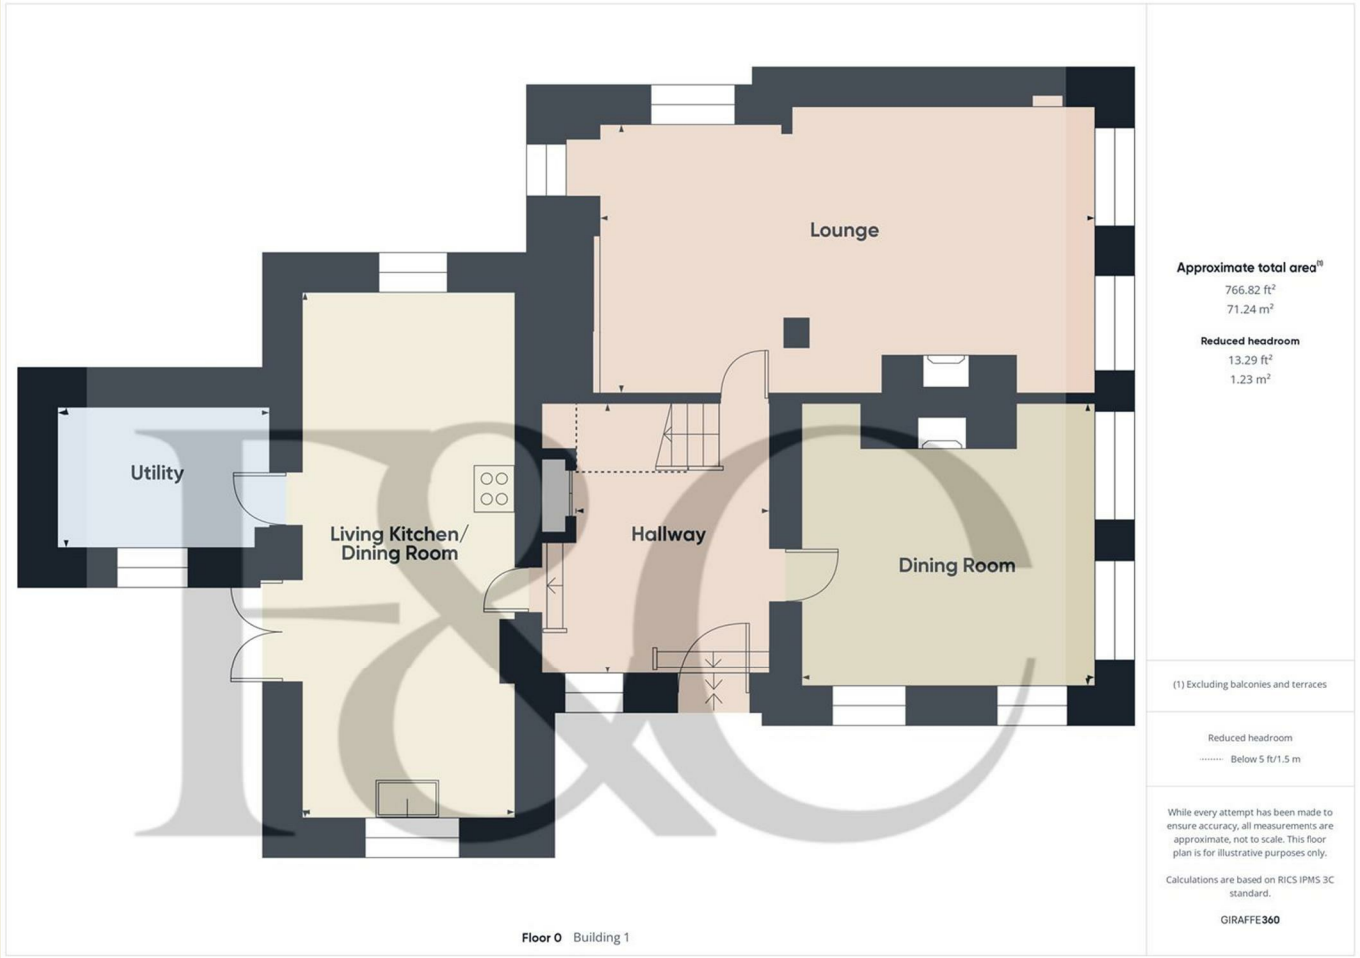 Lounge
Utility
Living Kitchen/
Dining Room
Hallway
Dining Room
F&C
Floor 0 Building 1
Approximate total area(1)
766.82 ft²
71.24 m²
Reduced headroom
13.29 ft²
1.23 m²
(1) Excluding balconies and terraces
Reduced headroom
Below 5 ft/1.5 m
While every attempt has been made to
ensure accuracy, all measurements are
approximate, not to scale. This floor
plan is for illustrative purposes only.
Calculations are based on RICS IPMS 3C
standard.
GIRAFFE360